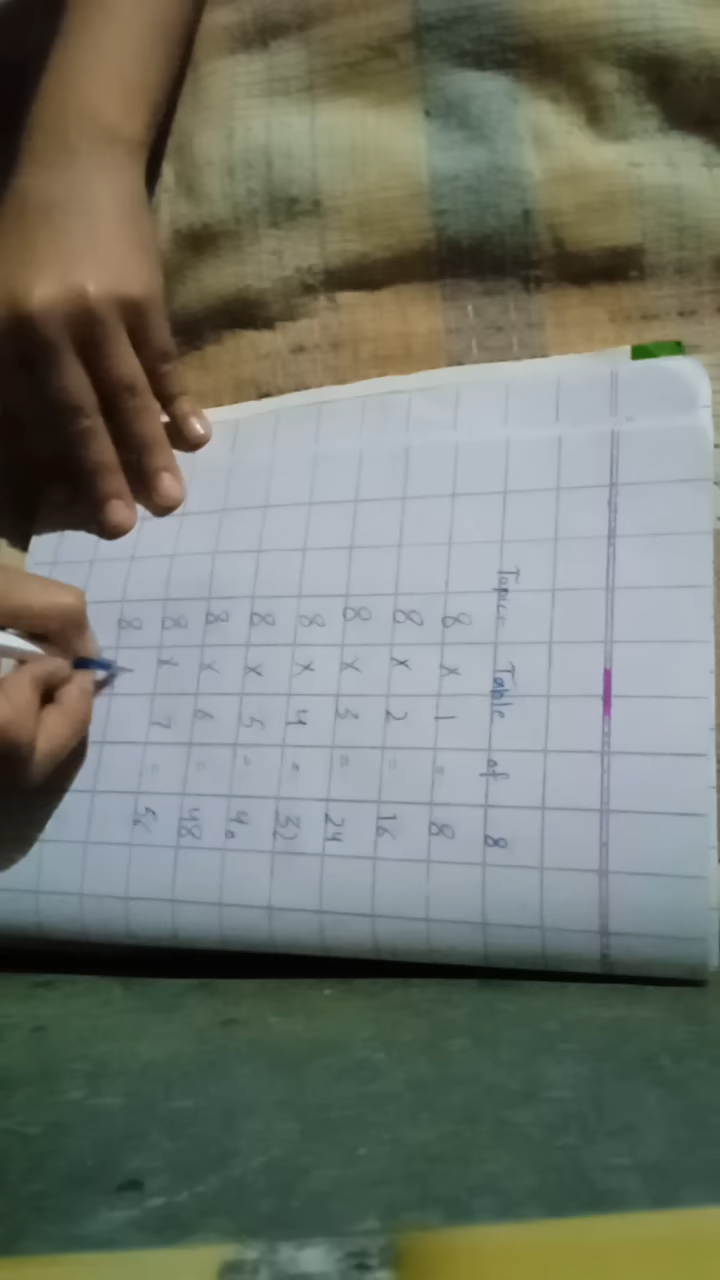 Topic Table of 8
8 x 1 = 8
8 x 2 = 16
8 x 3 = 24
8 x 4 = 32
8 x 5 = 40
8 x 6 = 48
8 x 7 = 56
8